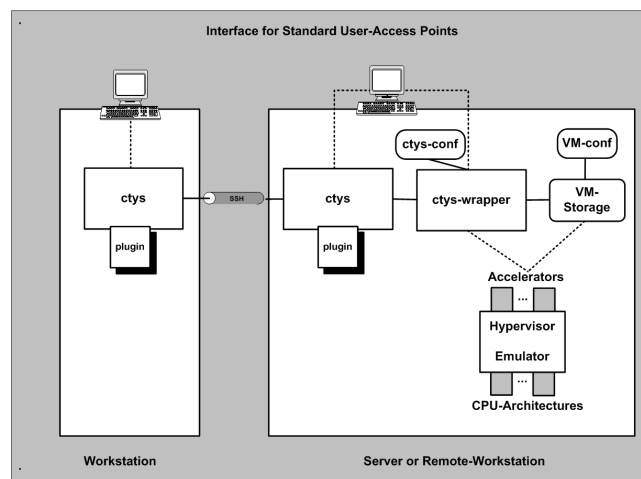 Interface for Standard User-Access Points
ctys-conf
VM-conf
ctys
SSH
ctys
ctys-wrapper
VM-
Storage
plugin
plugin
Accelerators
...
Hypervisor
Emulator
...
CPU-Architectures
Workstation
Server or Remote-Workstation